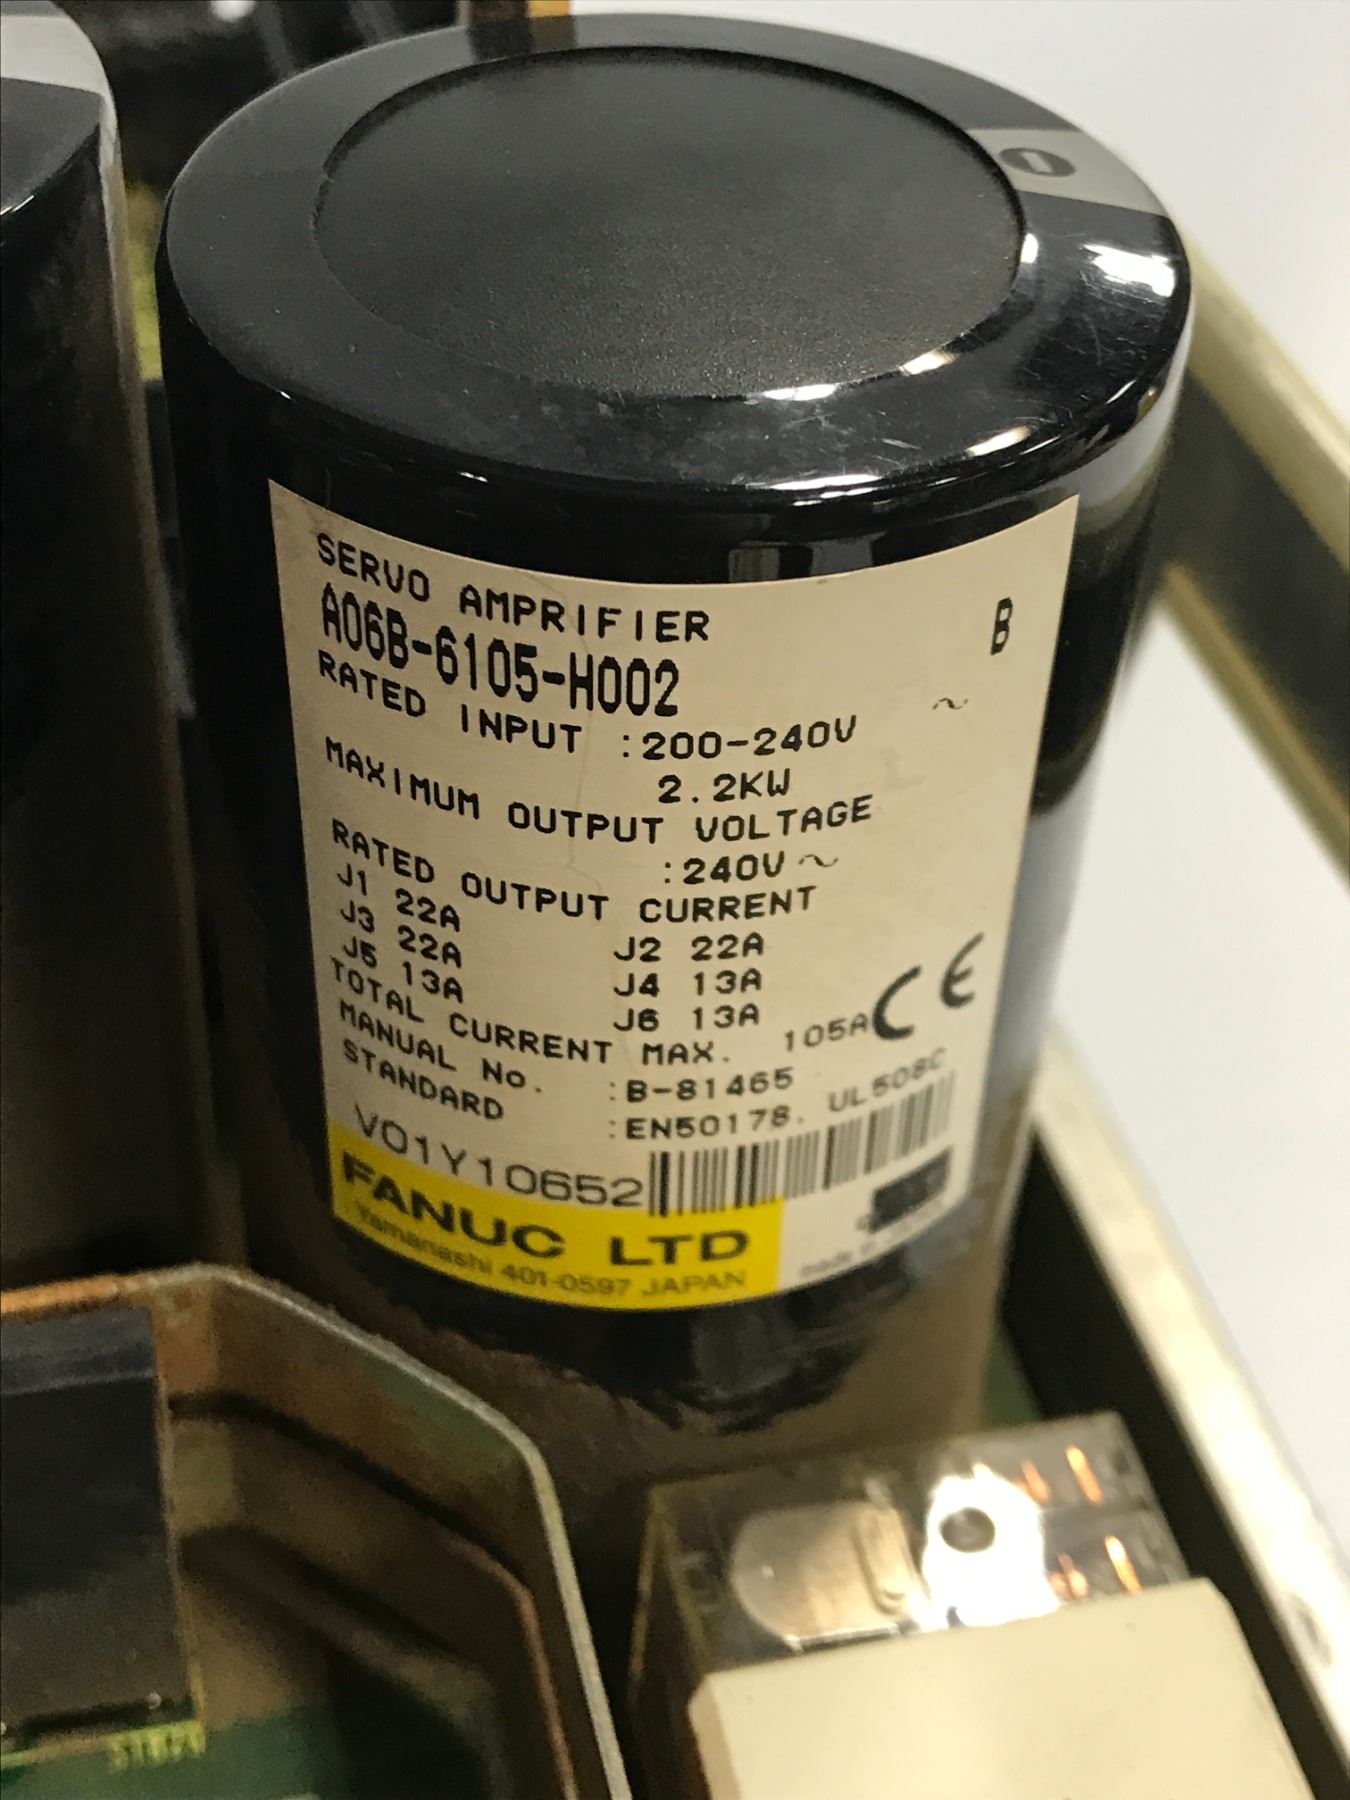 SERVO AMPRIFIER
A06B-6105-H002 B
RATED INPUT :200-240V ~
2.2KW
MAXIMUM OUTPUT VOLTAGE
:240V~
RATED OUTPUT CURRENT
J1 22A J2 22A
J3 22A J4 13A
J5 13A J6 13A
TOTAL CURRENT MAX. 105A
CE
MANUAL No. :B-81465
STANDARD :EN50178. UL508C
V01Y10652
FANUC LTD
Yamanashi 401-0597 JAPAN